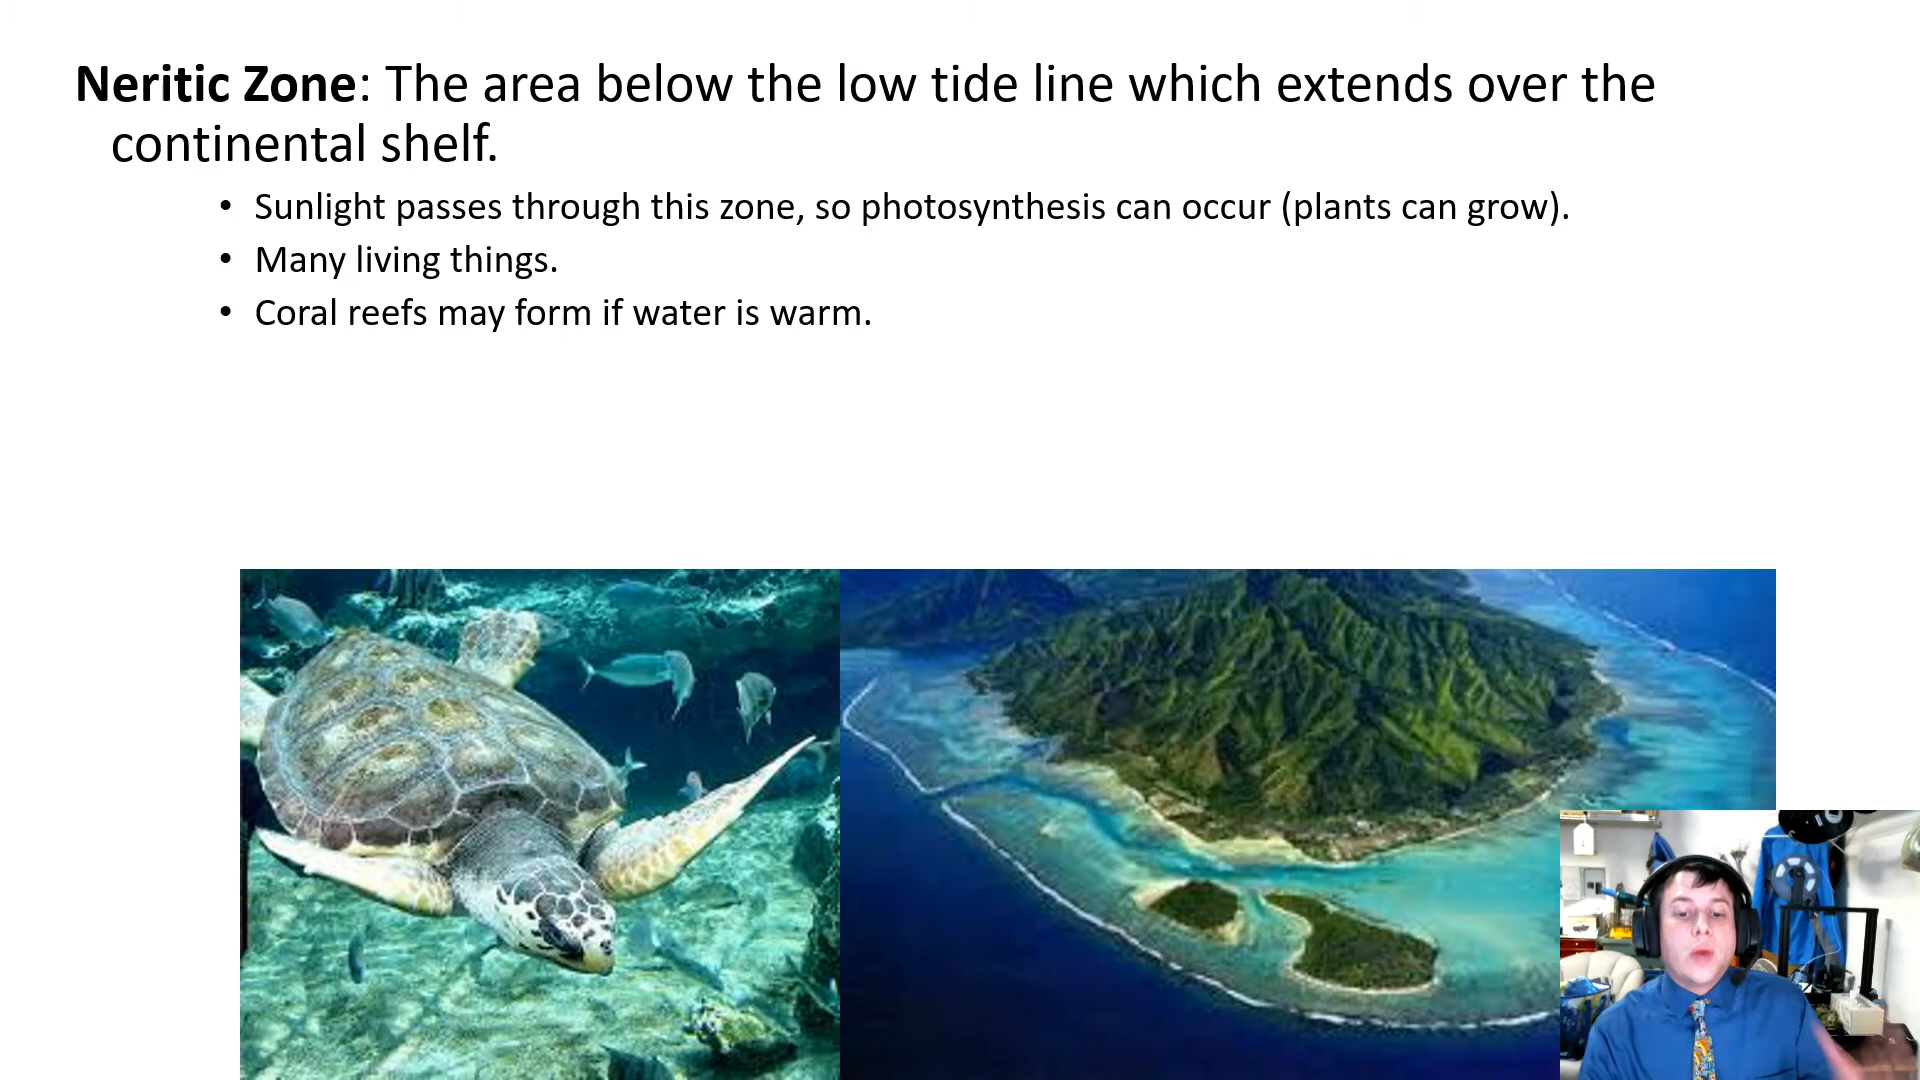 Neritic Zone: The area below the low tide line which extends over the
continental shelf.
• Sunlight passes through this zone, so photosynthesis can occur (plants can grow).
• Many living things.
• Coral reefs may form if water is warm.